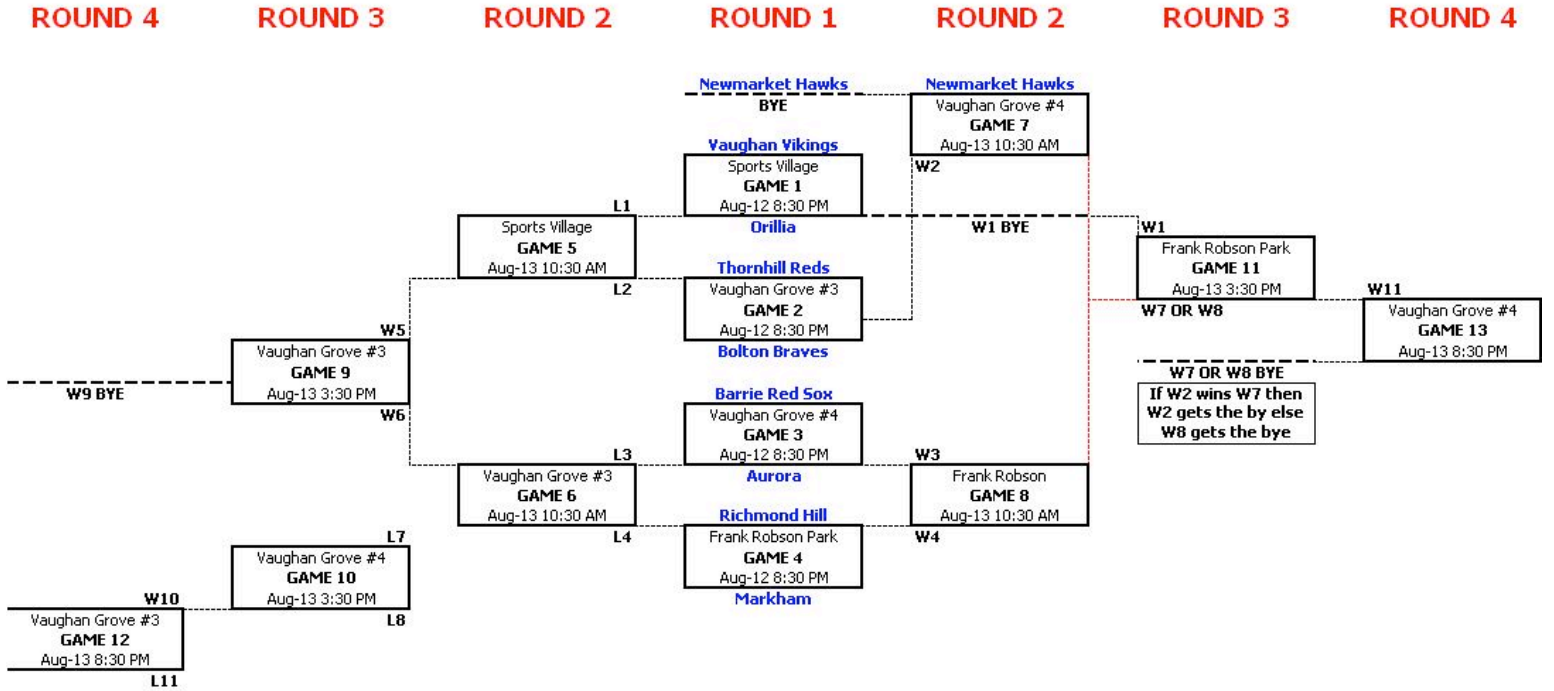 ROUND 4 ROUND 3 ROUND 2 ROUND 1 ROUND 2 ROUND 3 ROUND 4
Newmarket Hawks
BYE
Newmarket Hawks
Vaughan Grove #4
GAME 7
Aug-13 10:30 AM
W2
Vaughan Vikings
Sports Village
GAME 1
Aug-12 8:30 PM
Orillia
W1 BYE
L1
Sports Village
GAME 5
Aug-13 10:30 AM
L2
Thornhill Reds
Vaughan Grove #3
GAME 2
Aug-12 8:30 PM
Bolton Braves
W1
Frank Robson Park
GAME 11
Aug-13 3:30 PM
W7 OR W8
W11
Vaughan Grove #4
GAME 13
Aug-13 8:30 PM
W7 OR W8 BYE
If W2 wins W7 then
W2 gets the by else
W8 gets the bye
W5
Vaughan Grove #3
GAME 9
Aug-13 3:30 PM
W6
W9 BYE
Barrie Red Sox
Vaughan Grove #4
GAME 3
Aug-12 8:30 PM
Aurora
L3
Vaughan Grove #3
GAME 6
Aug-13 10:30 AM
L4
W3
Frank Robson
GAME 8
Aug-13 10:30 AM
W4
Richmond Hill
Frank Robson Park
GAME 4
Aug-12 8:30 PM
Markham
L7
Vaughan Grove #4
GAME 10
Aug-13 3:30 PM
L8
W10
Vaughan Grove #3
GAME 12
Aug-13 8:30 PM
L11